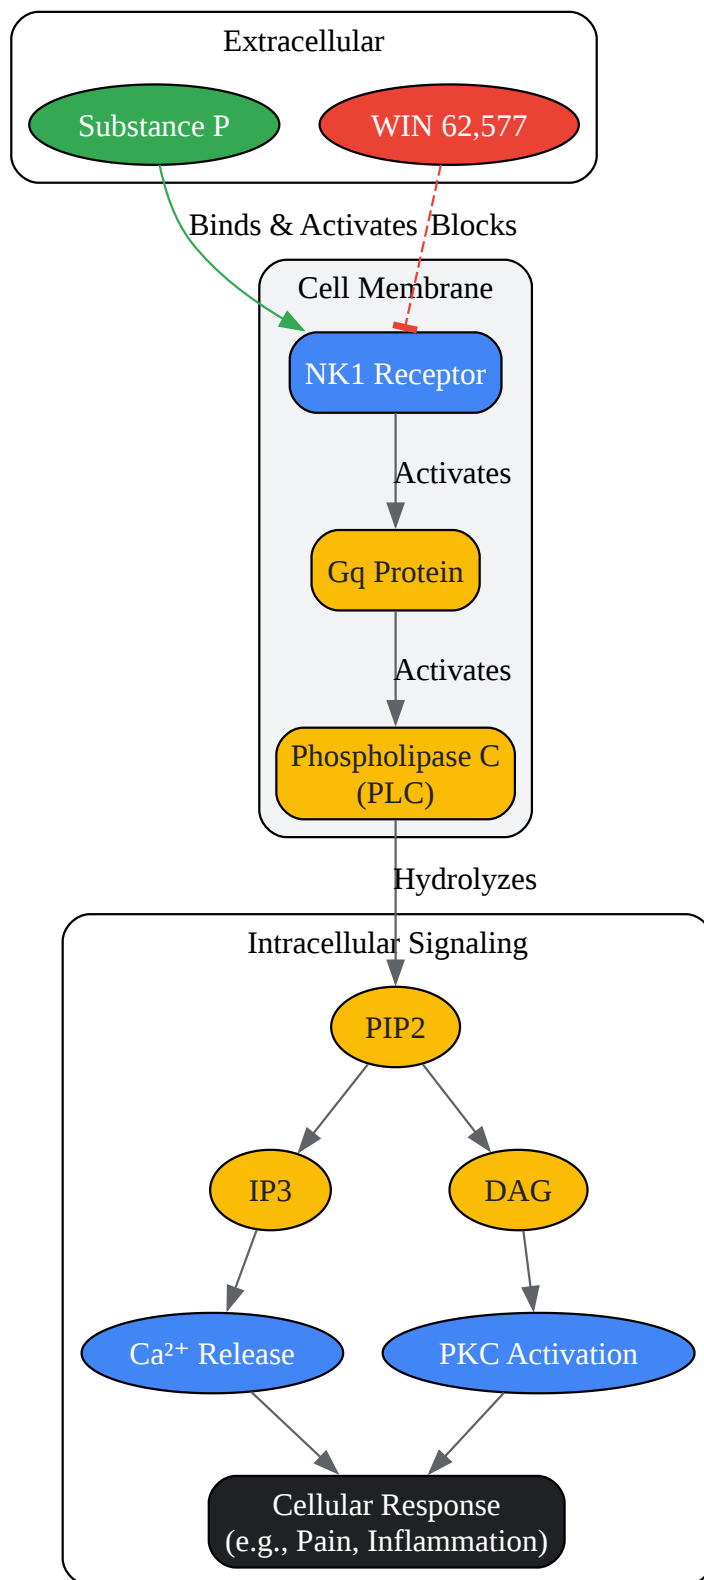 Extracellular
Substance P
WIN 62,577
Binds & Activates
Blocks
Cell Membrane
NK1 Receptor
Activates
Gq Protein
Activates
Phospholipase C
(PLC)
Hydrolyzes
Intracellular Signaling
PIP2
IP3
DAG
Ca²⁺ Release
PKC Activation
Cellular Response
(e.g., Pain, Inflammation)